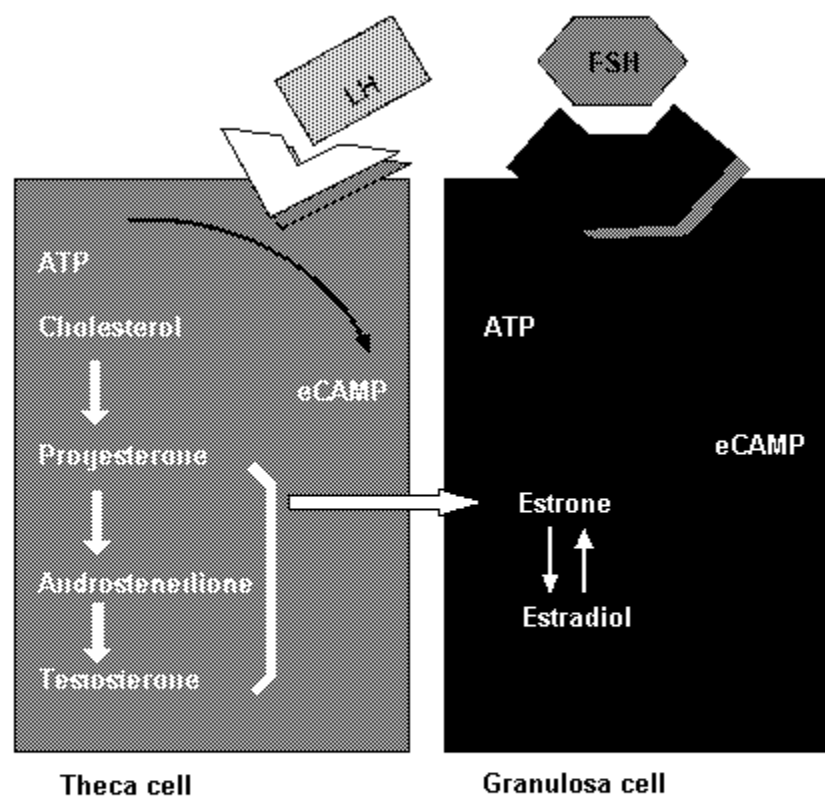 LH
FSH
ATP
Cholesterol
eCAMP
Progesterone
Androstenedione
Testosterone
ATP
eCAMP
Estrone
Estradiol
Theca cell
Granulosa cell